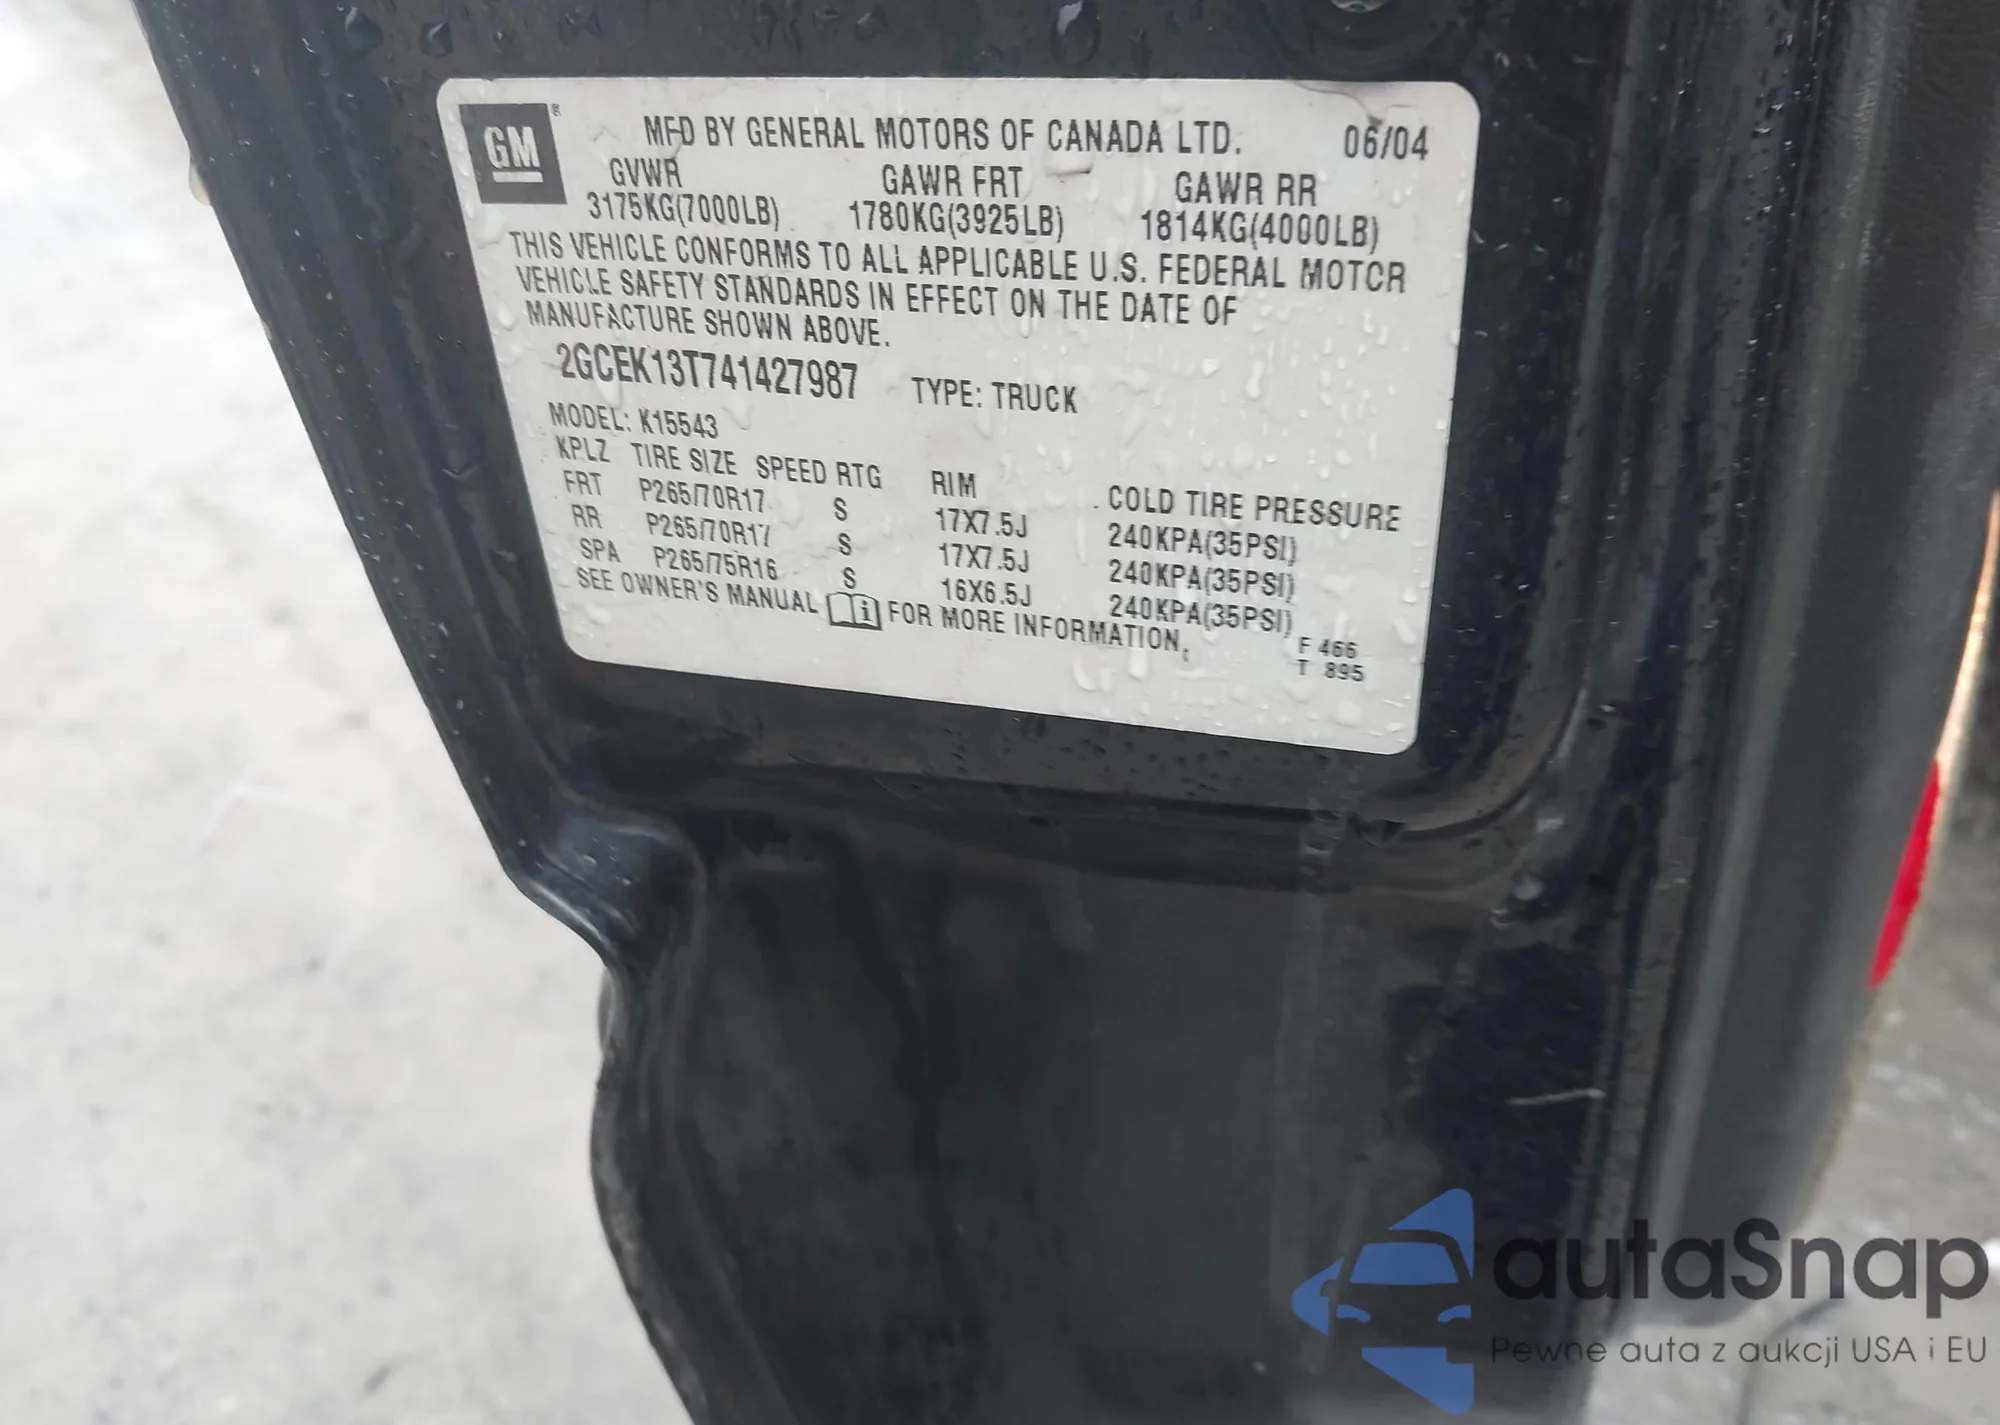 GM ®
MFD BY GENERAL MOTORS OF CANADA LTD. 06/04
GVWR GAWR FRT GAWR RR
3175KG(7000LB) 1780KG(3925LB) 1814KG(4000LB)
THIS VEHICLE CONFORMS TO ALL APPLICABLE U.S. FEDERAL MOTOR
VEHICLE SAFETY STANDARDS IN EFFECT ON THE DATE OF
MANUFACTURE SHOWN ABOVE.
2GCEK13T741427987 TYPE: TRUCK
MODEL: K15543
KPLZ TIRE SIZE SPEED RTG RIM COLD TIRE PRESSURE
FRT P265/70R17 S 17X7.5J 240KPA(35PSI)
RR P265/70R17 S 17X7.5J 240KPA(35PSI)
SPA P265/75R16 S 16X6.5J 240KPA(35PSI)
SEE OWNER'S MANUAL i FOR MORE INFORMATION.
F 466
T 895
autaSnap
Pewne auta z aukcji USA i EU